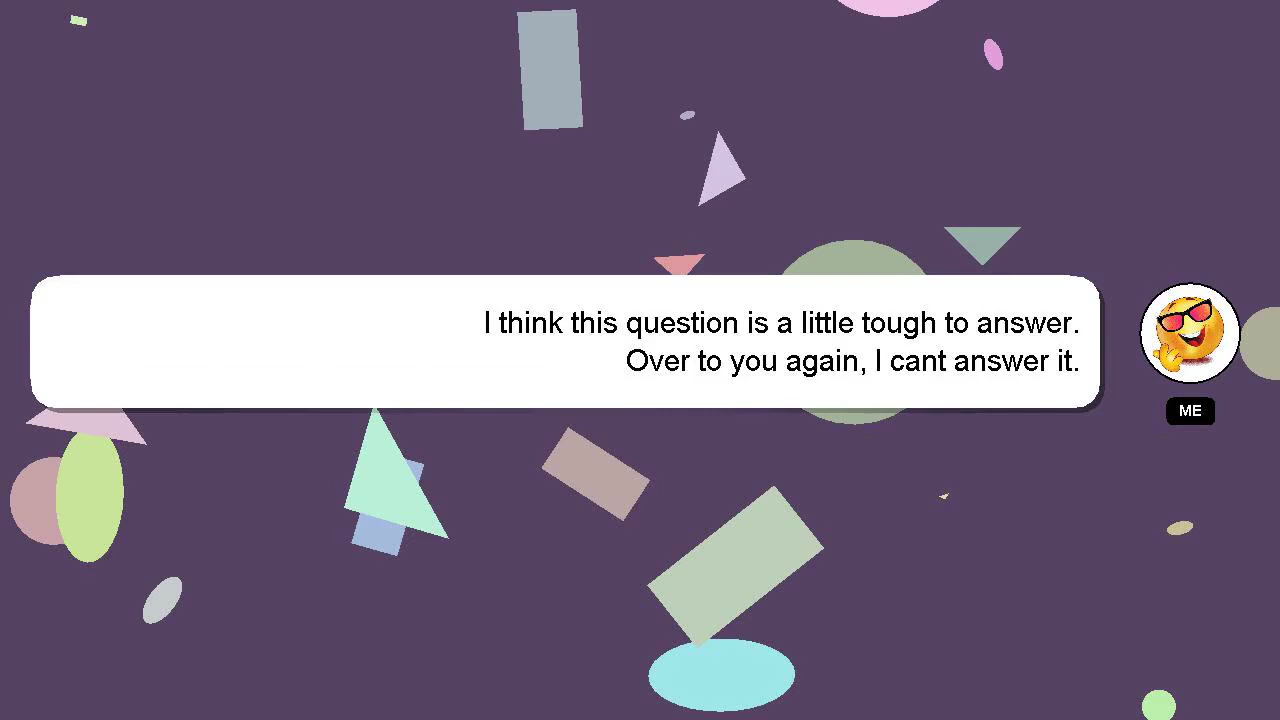 I think this question is a little tough to answer.
Over to you again, I cant answer it.
ME